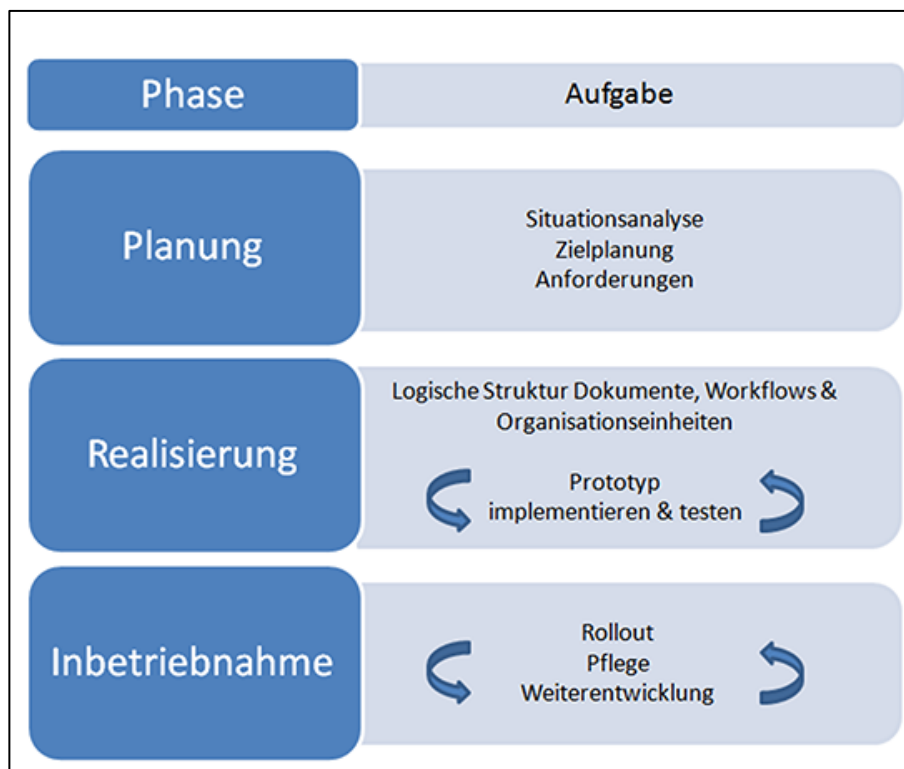 Phase
Aufgabe
Planung
Situationsanalyse
Zielplanung
Anforderungen
Realisierung
Logische Struktur Dokumente, Workflows &
Organisationseinheiten
Prototyp
implementieren & testen
Inbetriebnahme
Rollout
Pflege
Weiterentwicklung